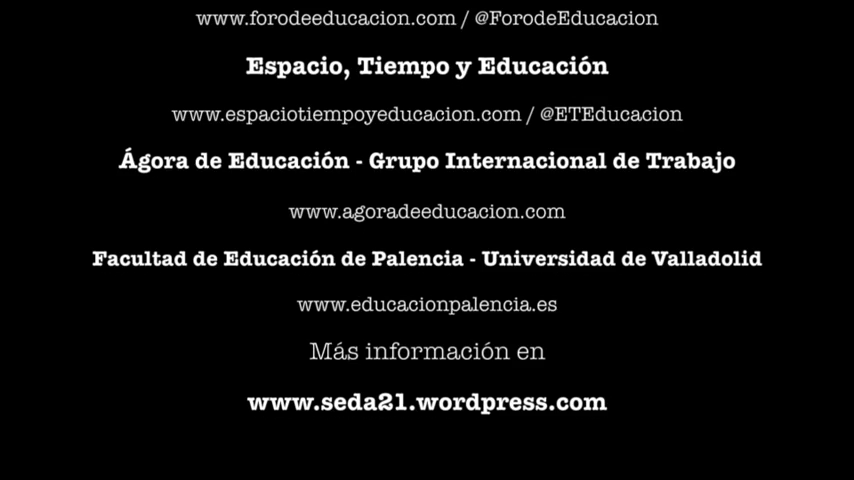 www.forodeeducacion.com / @ForodeEducacion
Espacio, Tiempo y Educación
www.espaciotiempoyeducacion.com / @ETEducacion
Ágora de Educación - Grupo Internacional de Trabajo
www.agoradeeducacion.com
Facultad de Educación de Palencia - Universidad de Valladolid
www.educacionpalencia.es
Más información en
www.seda21.wordpress.com